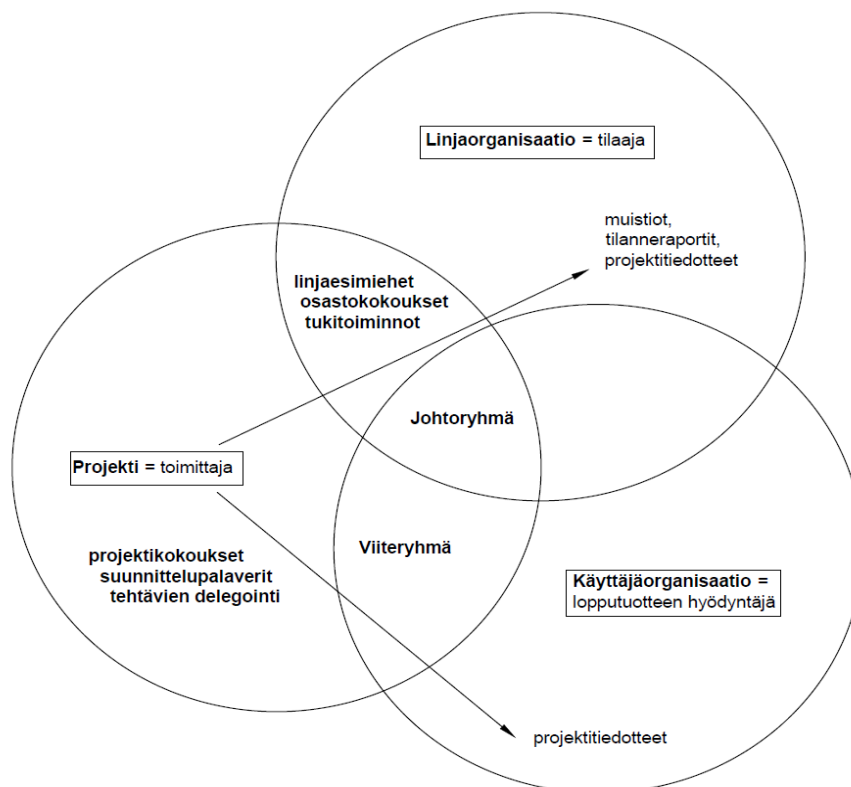 Linjaorganisaatio = tilaaja
muistiot,
tilanneraportit,
projektitiedotteet
linjaesimiehet
osastokokoukset
tukitoiminnot
Johtoryhmä
Projekti = toimittaja
Viiteryhmä
projektikokoukset
suunnittelupalaverit
tehtävien delegointi
Käyttäjäorganisaatio =
lopputuotteen hyödyntäjä
projektitiedotteet